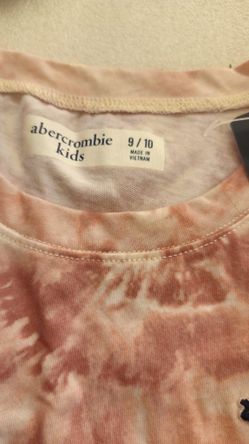 abercrombie
kids
9 / 10
MADE IN
VIETNAM